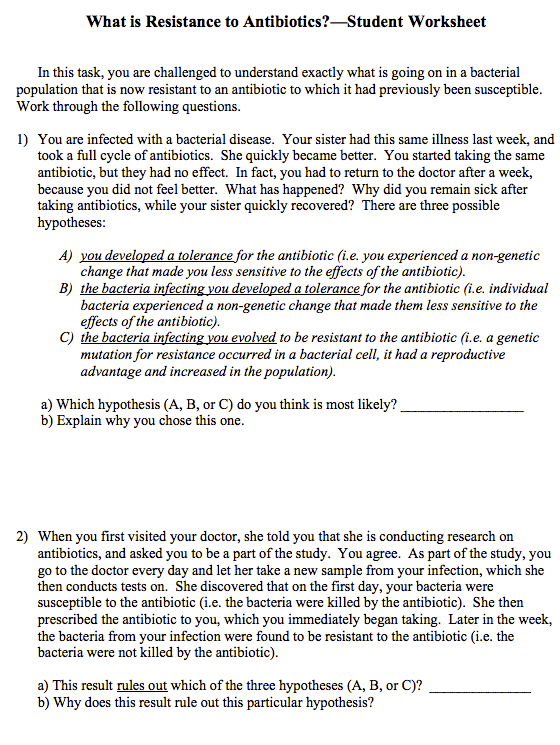 What is Resistance to Antibiotics?—Student Worksheet
In this task, you are challenged to understand exactly what is going on in a bacterial
population that is now resistant to an antibiotic to which it had previously been susceptible.
Work through the following questions.
1) You are infected with a bacterial disease. Your sister had this same illness last week, and
took a full cycle of antibiotics. She quickly became better. You started taking the same
antibiotic, but they had no effect. In fact, you had to return to the doctor after a week,
because you did not feel better. What has happened? Why did you remain sick after
taking antibiotics, while your sister quickly recovered? There are three possible
hypotheses:
A) you developed a tolerance for the antibiotic (i.e. you experienced a non-genetic
change that made you less sensitive to the effects of the antibiotic).
B) the bacteria infecting you developed a tolerance for the antibiotic (i.e. individual
bacteria experienced a non-genetic change that made them less sensitive to the
effects of the antibiotic).
C) the bacteria infecting you evolved to be resistant to the antibiotic (i.e. a genetic
mutation for resistance occurred in a bacterial cell, it had a reproductive
advantage and increased in the population).
a) Which hypothesis (A, B, or C) do you think is most likely? __________________
b) Explain why you chose this one.
2) When you first visited your doctor, she told you that she is conducting research on
antibiotics, and asked you to be a part of the study. You agree. As part of the study, you
go to the doctor every day and let her take a new sample from your infection, which she
then conducts tests on. She discovered that on the first day, your bacteria were
susceptible to the antibiotic (i.e. the bacteria were killed by the antibiotic). She then
prescribed the antibiotic to you, which you immediately began taking. Later in the week,
the bacteria from your infection were found to be resistant to the antibiotic (i.e. the
bacteria were not killed by the antibiotic).
a) This result rules out which of the three hypotheses (A, B, or C)? _______________
b) Why does this result rule out this particular hypothesis?